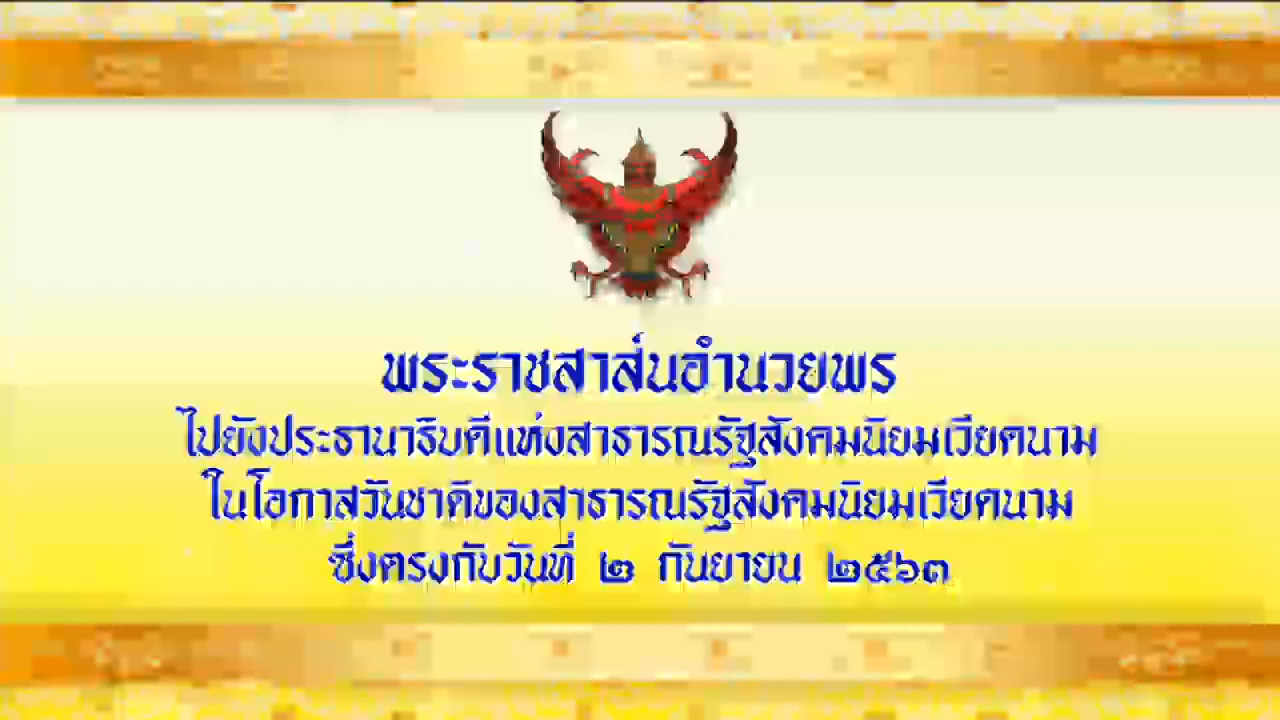 พระราชสาส์นอำนวยพร
ไปยังประธานาธิบดีแห่งสาธารณรัฐสังคมนิยมเวียดนาม
ในโอกาสวันชาติของสาธารณรัฐสังคมนิยมเวียดนาม
ซึ่งตรงกับวันที่ ๒ กันยายน ๒๕๖๓